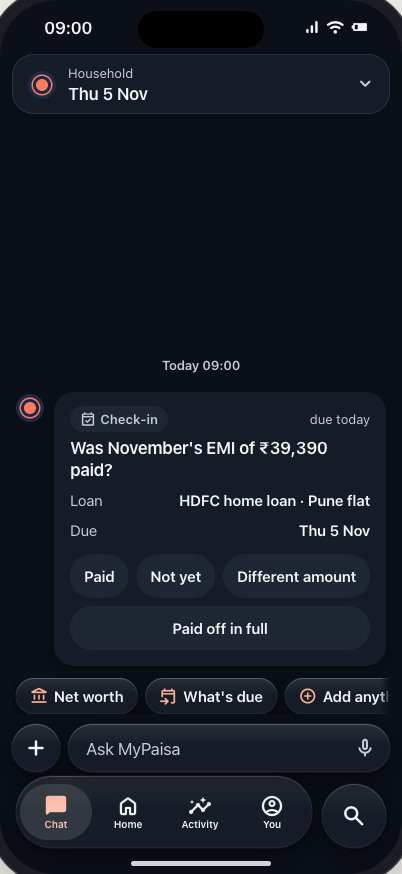 09:00
Household
Thu 5 Nov
Today 09:00
Check-in
due today
Was November's EMI of ₹39,390
paid?
Loan
HDFC home loan · Pune flat
Due
Thu 5 Nov
Paid
Not yet
Different amount
Paid off in full
Net worth
What's due
Add anyt
Ask MyPaisa
Chat
Home
Activity
You